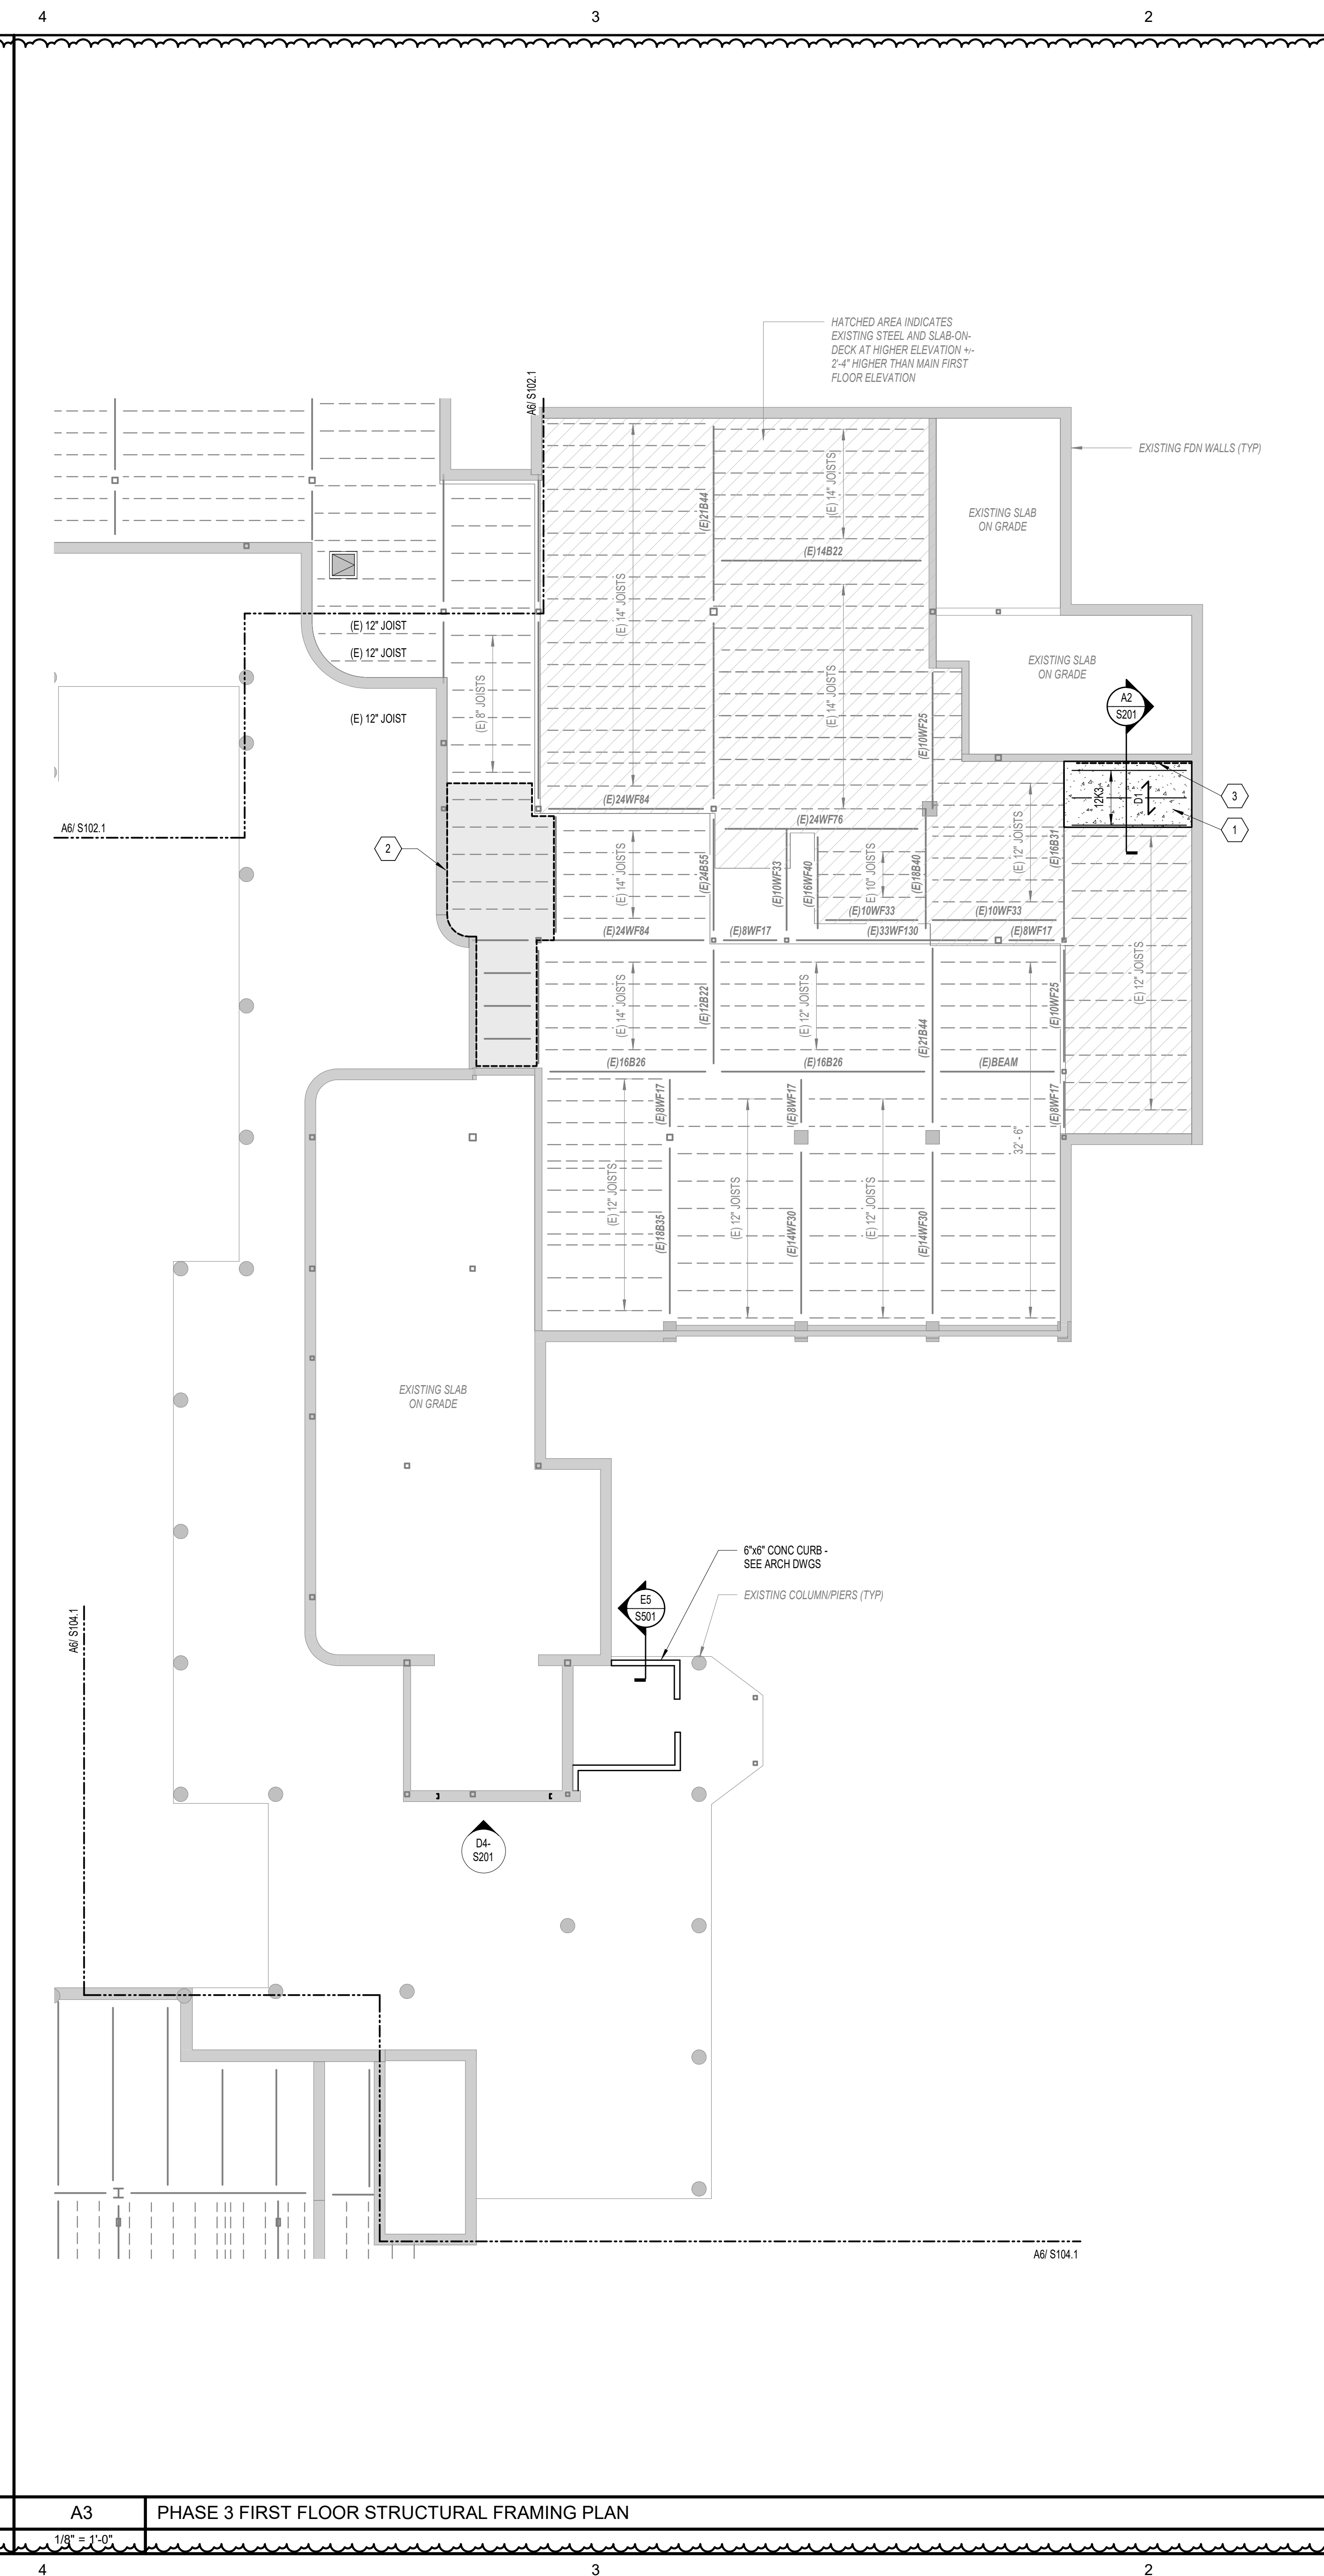 4 3 2
HATCHED AREA INDICATES
EXISTING STEEL AND SLAB-ON-
DECK AT HIGHER ELEVATION +/-
2'-4" HIGHER THAN MAIN FIRST
FLOOR ELEVATION
A6/ S102.1
EXISTING FDN WALLS (TYP)
(E)21B44
(E) 14" JOISTS
EXISTING SLAB
ON GRADE
(E)14B22
(E) 14" JOISTS
(E) 12" JOIST
(E) 12" JOIST
(E) 12" JOIST
(E) 8" JOISTS
(E) 14" JOISTS
(E)10WF25
EXISTING SLAB
ON GRADE
A2
S201
12K3
D1
3
1
A6/ S102.1
(E)24WF84
(E)24WF76
2
(E) 14" JOISTS
(E)24B55
(E)10WF33
(E)16WF40
(E) 10" JOISTS
(E)18B40
(E) 12" JOISTS
(E)16B31
(E)10WF33
(E)10WF33
(E)24WF84
(E)8WF17
(E)33WF130
(E)8WF17
(E) 12" JOISTS
(E) 14" JOISTS
(E)12B22
(E) 12" JOISTS
(E)21B44
(E)10WF25
(E)16B26
(E)16B26
(E)BEAM
(E)8WF17
(E)8WF17
(E)8WF17
32' - 6"
(E) 12" JOISTS
(E)18B35
(E) 12" JOISTS
(E)14WF30
(E) 12" JOISTS
(E)14WF30
EXISTING SLAB
ON GRADE
6"x6" CONC CURB -
SEE ARCH DWGS
EXISTING COLUMN/PIERS (TYP)
E5
S501
A6/ S104.1
D4-
S201
A6/ S104.1
A3
PHASE 3 FIRST FLOOR STRUCTURAL FRAMING PLAN
1/8" = 1'-0"
4 3 2